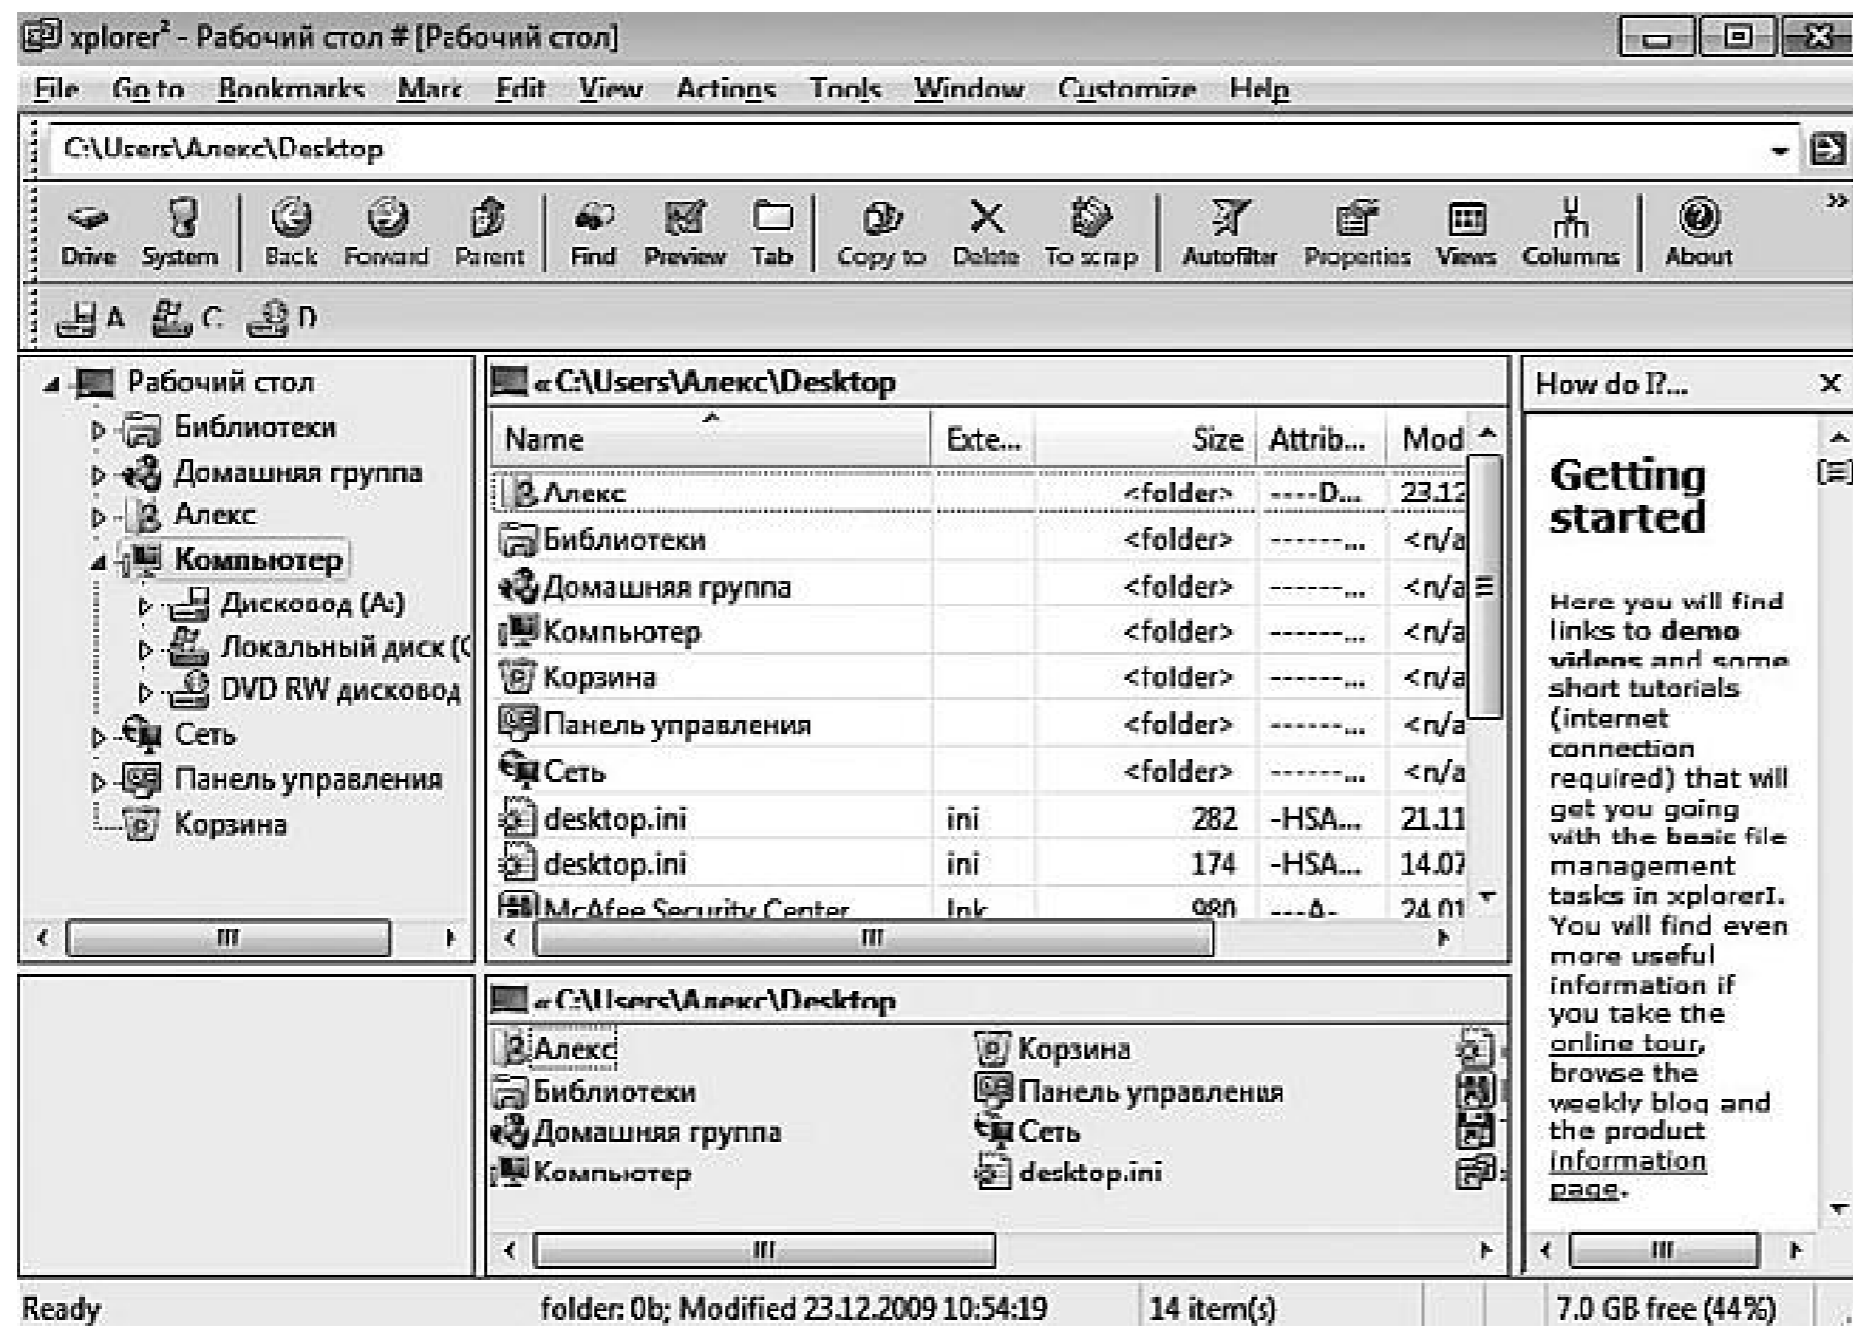 xplorer² - Рабочий стол # [Рабочий стол]
File Go to Bookmarks Mark Edit View Actions Tools Window Customize Help
C:\Users\Алекс\Desktop
Drive System Back Forward Parent Find Preview Tab Copy to Delete To scrap Autofilter Properties Views Columns About »
A C D
Рабочий стол
Библиотеки
Домашняя группа
Алекс
Компьютер
Дисковод (A:)
Локальный диск (C
DVD RW дисковод
Сеть
Панель управления
Корзина
« C:\Users\Алекс\Desktop
Name Exte... Size Attrib... Mod
Алекс <folder> ----D... 23.12
Библиотеки <folder> ------... <n/a
Домашняя группа <folder> ------... <n/a
Компьютер <folder> ------... <n/a
Корзина <folder> ------... <n/a
Панель управления <folder> ------... <n/a
Сеть <folder> ------... <n/a
desktop.ini ini 282 -HSA... 21.11
desktop.ini ini 174 -HSA... 14.07
McAfee Security Center lnk 980 ---A- 24.01
« C:\Users\Алекс\Desktop
Алекс
Библиотеки
Домашняя группа
Компьютер
Корзина
Панель управления
Сеть
desktop.ini
How do I?...
Getting
started
Here you will find
links to demo
videos and some
short tutorials
(internet
connection
required) that will
get you going
with the basic file
management
tasks in xplorerI.
You will find even
more useful
information if
you take the
online tour,
browse the
weekly blog and
the product
information
page.
Ready folder: 0b; Modified 23.12.2009 10:54:19 14 item(s) 7.0 GB free (44%)